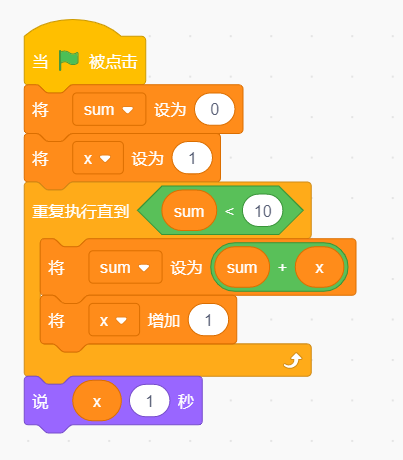 当 被点击
将 sum 设为 0
将 x 设为 1
重复执行直到 sum < 10
将 sum 设为 sum + x
将 x 增加 1
说 x 1 秒